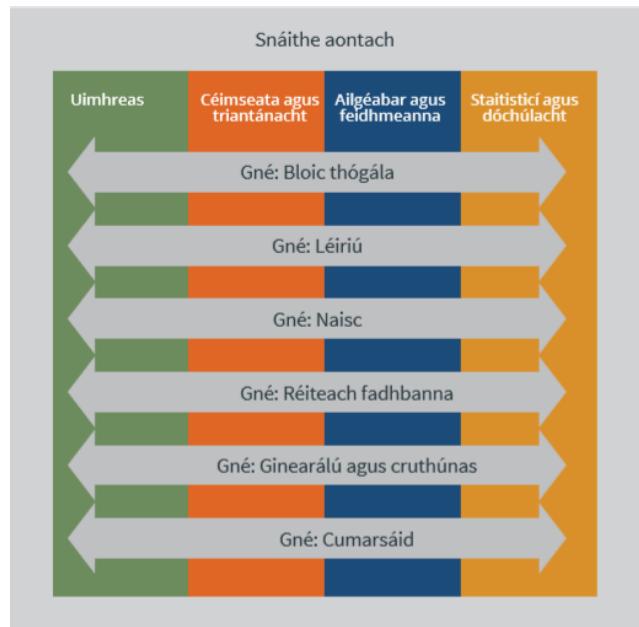 Snáithe aontach
Uimhreas
Céimseata agus
triantánacht
Ailgéabar agus
feidhmeanna
Staitisticí agus
dóchúlacht
Gné: Bloic thógála
Gné: Léiriú
Gné: Naisc
Gné: Réiteach fadhbanna
Gné: Ginearálú agus cruthúnas
Gné: Cumarsáid